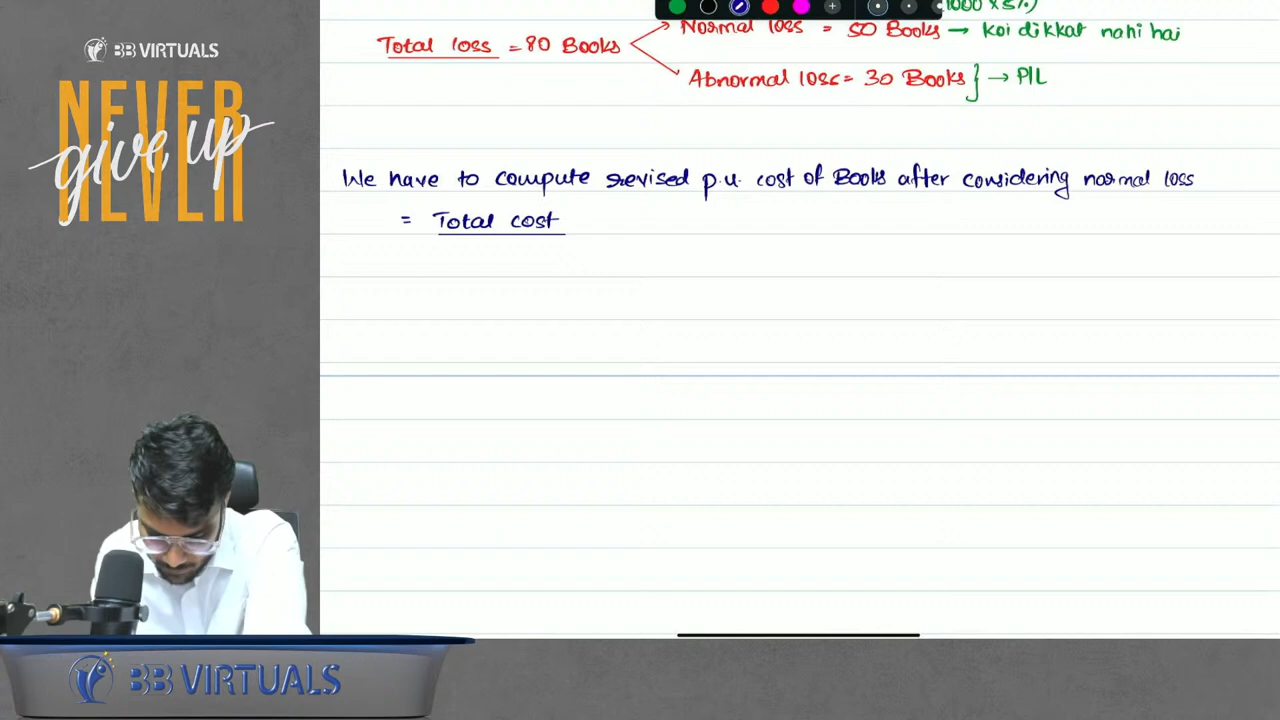 BB VIRTUALS
NEVER
give up
NEVER
1000 x 5%)
Total loss = 80 Books
Normal loss = 50 Books → koi dikkat nahi hai
Abnormal loss = 30 Books } → P/L
We have to compute revised p.u. cost of Books after considering normal loss
= Total cost
BB VIRTUALS